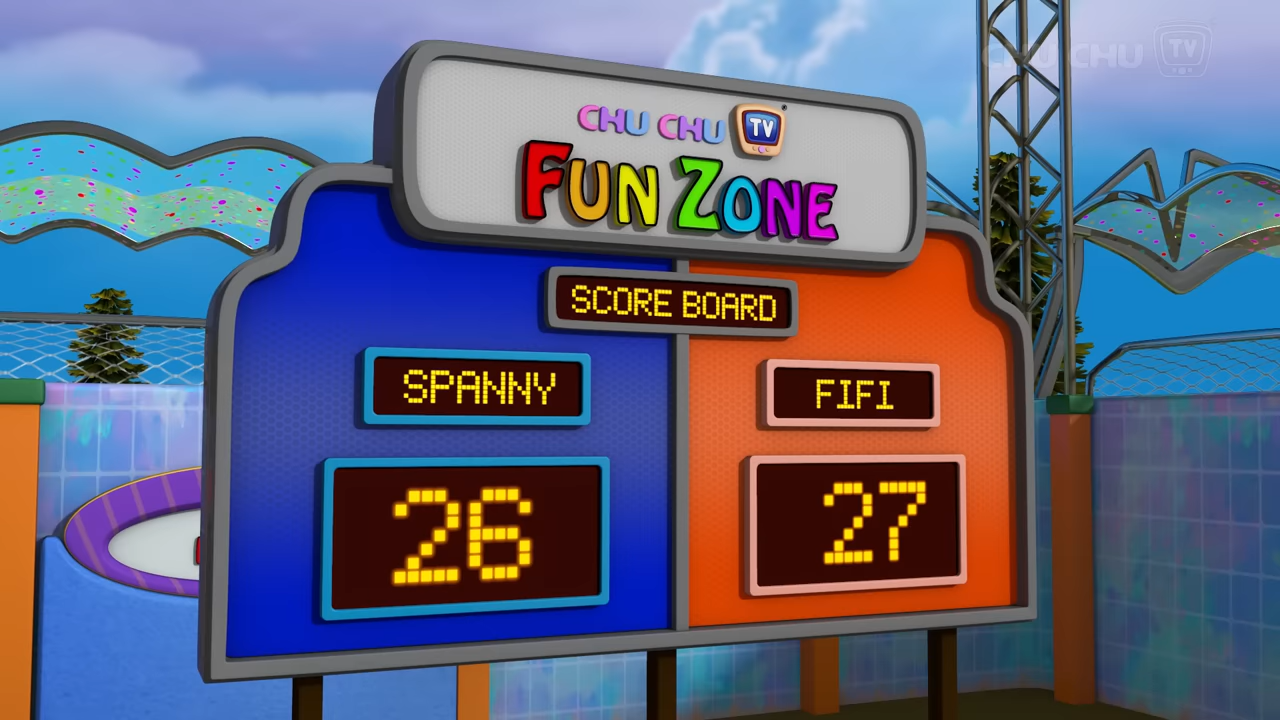 CHU CHU TV
CHU CHU TV
FUN ZONE
SCORE BOARD
SPANNY
FIFI
26
27